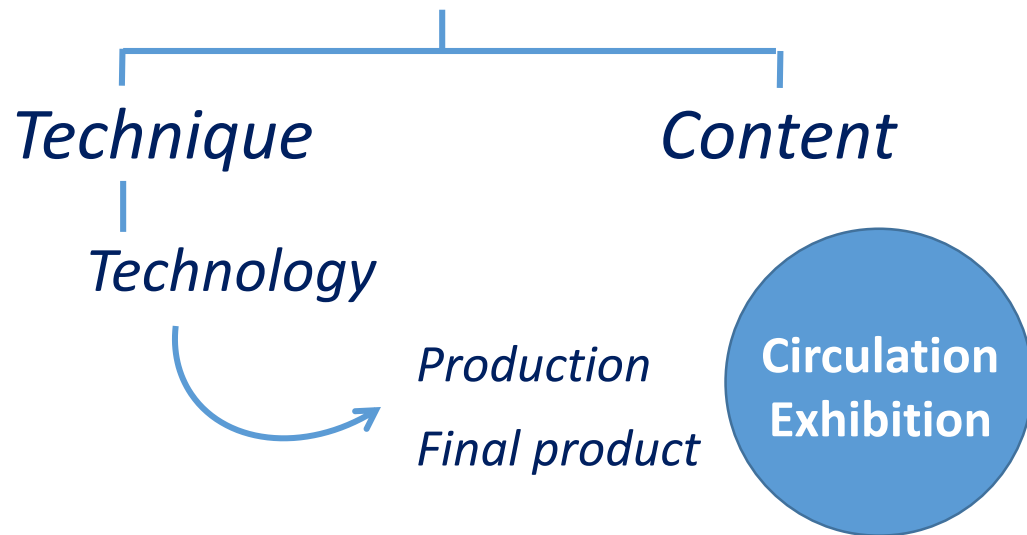 Technique
Content
Technology
Production
Final product
Circulation
Exhibition